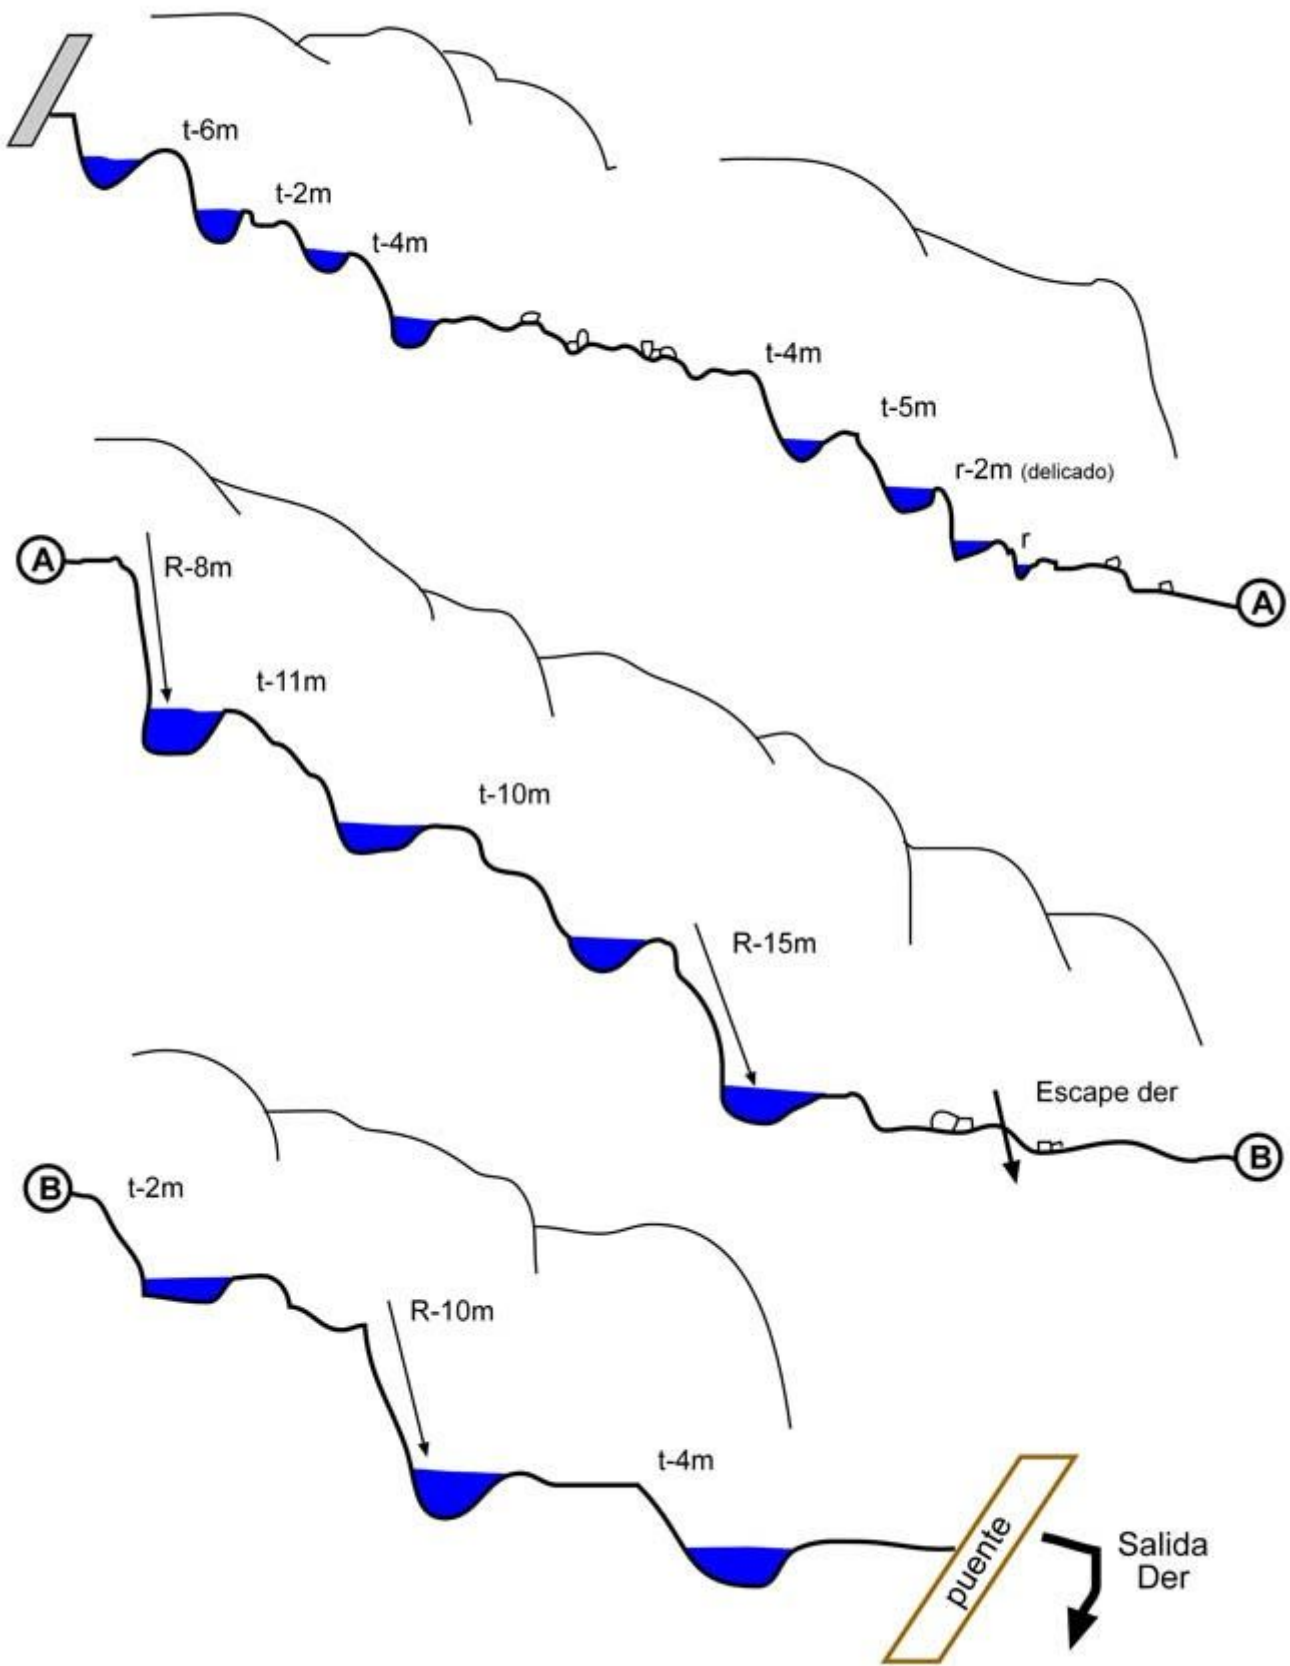 t-6m
t-2m
t-4m
t-4m
t-5m
r-2m (delicado)
r
A
A
R-8m
t-11m
t-10m
R-15m
Escape der
B
B
t-2m
R-10m
t-4m
puente
Salida
Der